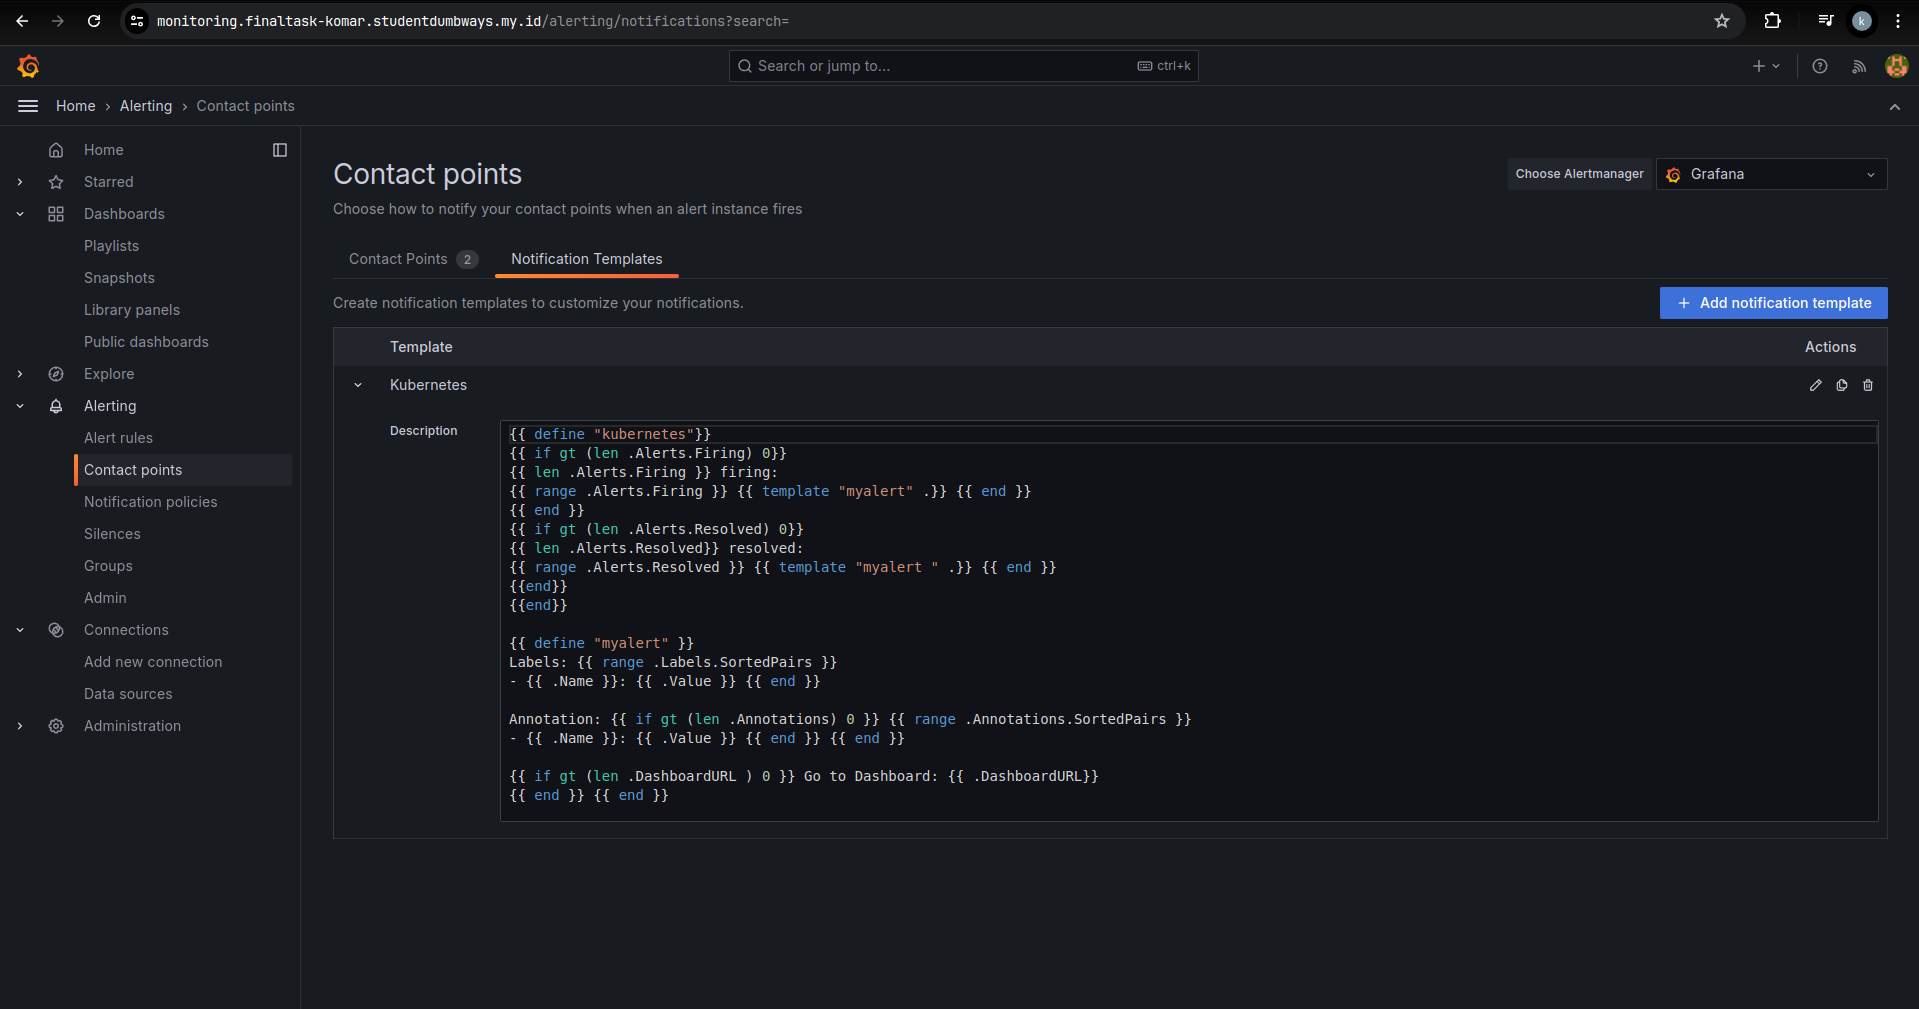 monitoring.finaltask-komar.studentdumbways.my.id/alerting/notifications?search=
k
Search or jump to...
ctrl+k
Home › Alerting › Contact points
Home
Starred
Dashboards
Playlists
Snapshots
Library panels
Public dashboards
Explore
Alerting
Alert rules
Contact points
Notification policies
Silences
Groups
Admin
Connections
Add new connection
Data sources
Administration
Contact points
Choose Alertmanager
Grafana
Choose how to notify your contact points when an alert instance fires
Contact Points 2
Notification Templates
Create notification templates to customize your notifications.
+ Add notification template
Template
Actions
Kubernetes
Description
{{ define "kubernetes"}}
{{ if gt (len .Alerts.Firing) 0}}
{{ len .Alerts.Firing }} firing:
{{ range .Alerts.Firing }} {{ template "myalert" .}} {{ end }}
{{ end }}
{{ if gt (len .Alerts.Resolved) 0}}
{{ len .Alerts.Resolved}} resolved:
{{ range .Alerts.Resolved }} {{ template "myalert " .}} {{ end }}
{{end}}
{{end}}
{{ define "myalert" }}
Labels: {{ range .Labels.SortedPairs }}
- {{ .Name }}: {{ .Value }} {{ end }}
Annotation: {{ if gt (len .Annotations) 0 }} {{ range .Annotations.SortedPairs }}
- {{ .Name }}: {{ .Value }} {{ end }} {{ end }}
{{ if gt (len .DashboardURL ) 0 }} Go to Dashboard: {{ .DashboardURL}}
{{ end }} {{ end }}